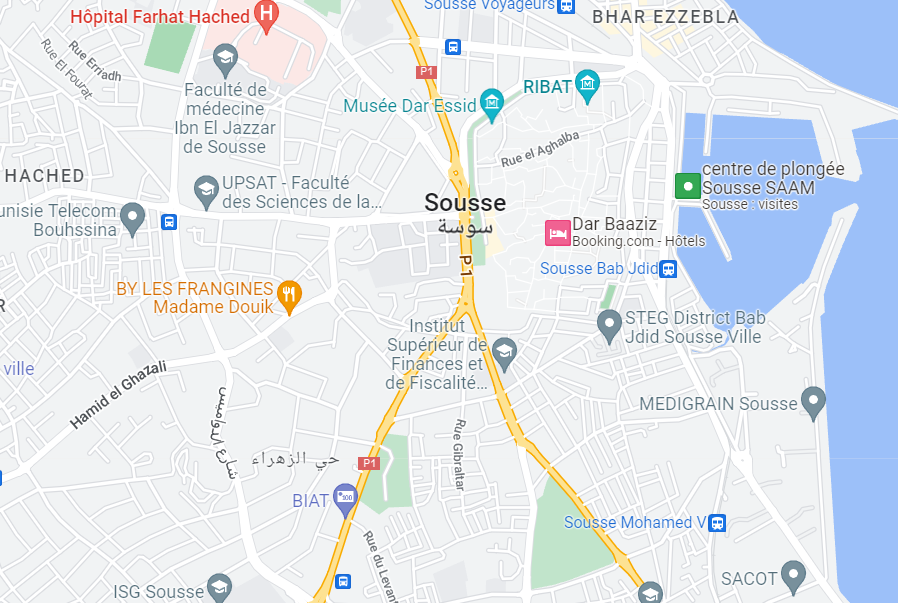 Sousse Voyageurs
Hôpital Farhat Hached
BHAR EZZEBLA
Rue Erriadh
Rue El Fourat
P1
Faculté de
médecine
Ibn El Jazzar
de Sousse
Musée Dar Essid
RIBAT
Rue el Aghalba
HACHED
UPSAT - Faculté
des Sciences de la...
centre de plongée
Sousse SAAM
Sousse : visites
unisie Telecom
Bouhssina
Sousse
سوسة
Dar Baaziz
Booking.com - Hôtels
P1
Sousse Bab Jdid
BY LES FRANGINES
Madame Douik
R
STEG District Bab
Jdid Sousse Ville
Institut
Supérieur de
Finances et
de Fiscalité...
ville
Hamid el Ghazali
شارع البواميس
MEDIGRAIN Sousse
Rue Gibraltar
حي الزهراء
P1
BIAT
100
Sousse Mohamed V
Rue du Levan
ISG Sousse
SACOT